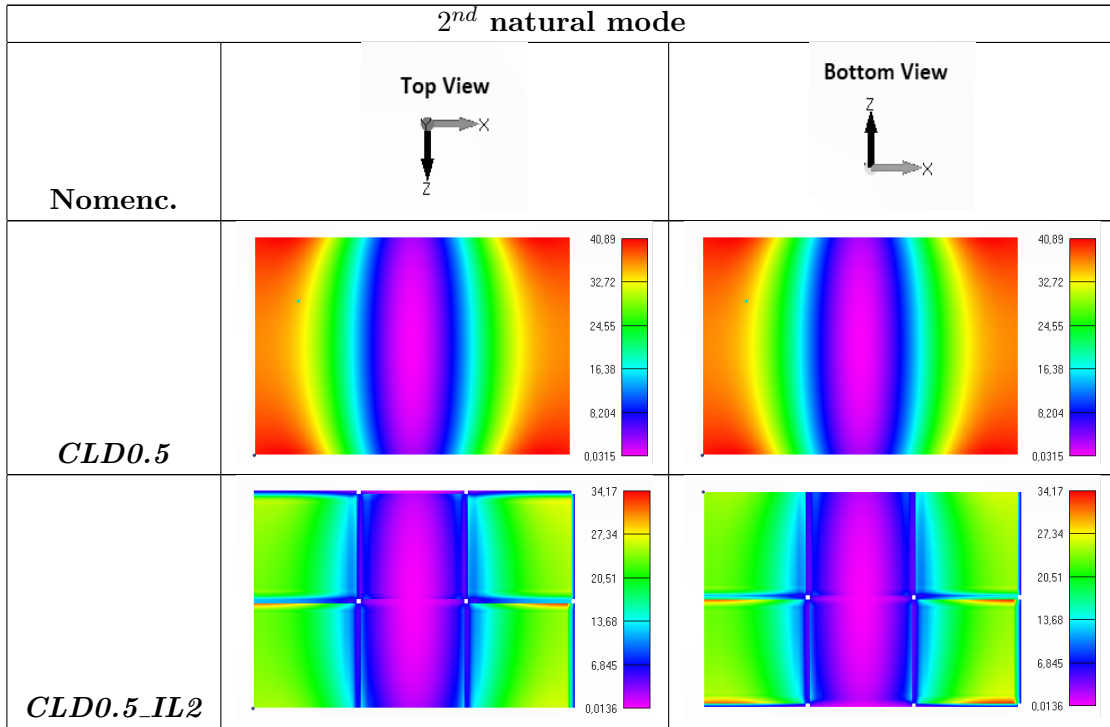 2nd natural mode
Nomenc.
Top View
Y
X
Z
Bottom View
Z
X
CLD0.5
40,89
32,72
24,55
16,38
8,204
0,0315
40,89
32,72
24,55
16,38
8,204
0,0315
CLD0.5_IL2
34,17
27,34
20,51
13,68
6,845
0,0136
34,17
27,34
20,51
13,68
6,845
0,0136